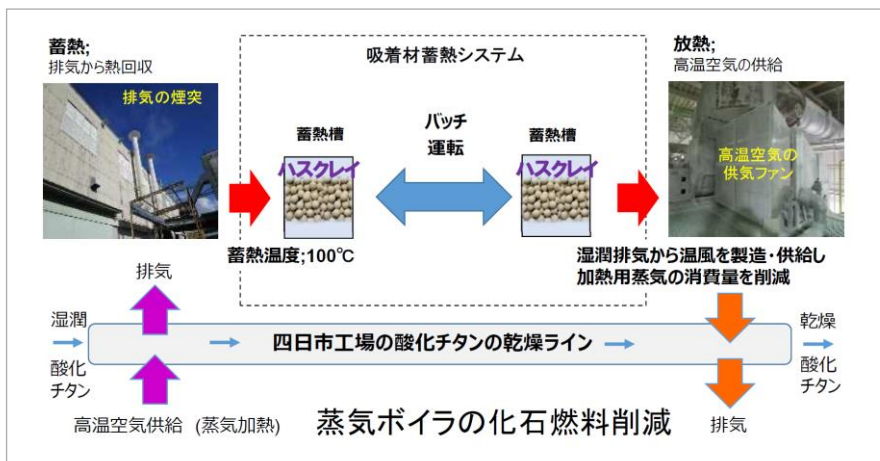 蓄熱;
排気から熱回収
排気の煙突
吸着材蓄熱システム
蓄熱槽
ハスクレイ
バッチ
運転
蓄熱槽
ハスクレイ
蓄熱温度;100℃
放熱;
高温空気の供給
高温空気の
供気ファン
湿潤排気から温風を製造・供給し
加熱用蒸気の消費量を削減
排気
湿潤
酸化
チタン
四日市工場の酸化チタンの乾燥ライン
乾燥
酸化
チタン
高温空気供給 (蒸気加熱)
蒸気ボイラの化石燃料削減
排気